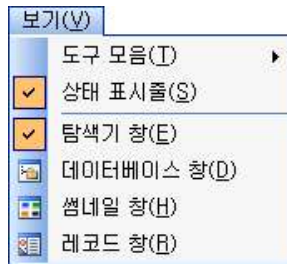 보기(V)
도구 모음(T)
상태 표시줄(S)
탐색기 창(E)
데이터베이스 창(D)
썸네일 창(H)
레코드 창(R)